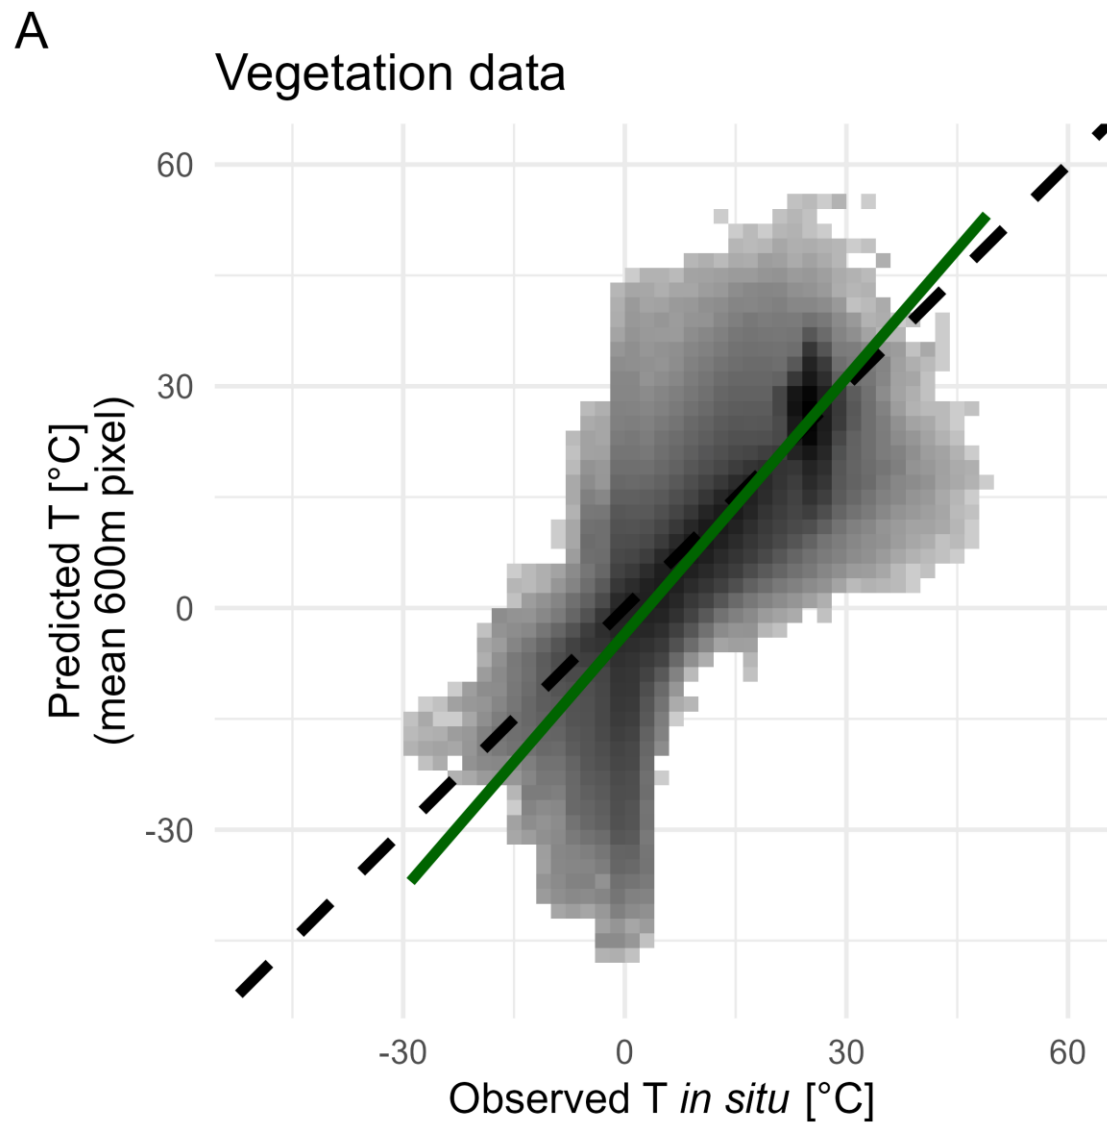 A
Vegetation data
60
30
0
-30
Predicted T [°C]
(mean 600m pixel)
-30 0 30 60
Observed T in situ [°C]